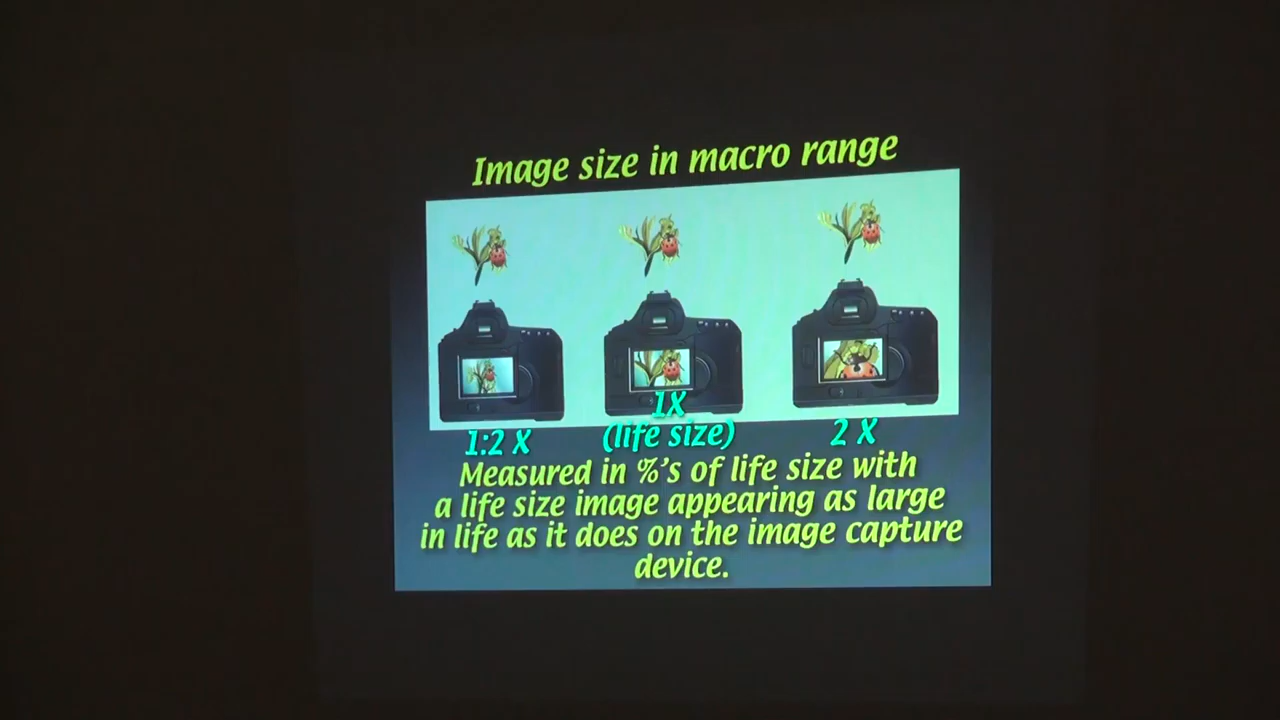 Image size in macro range
1:2 X
1X
(life size)
2 X
Measured in %'s of life size with
a life size image appearing as large
in life as it does on the image capture
device.